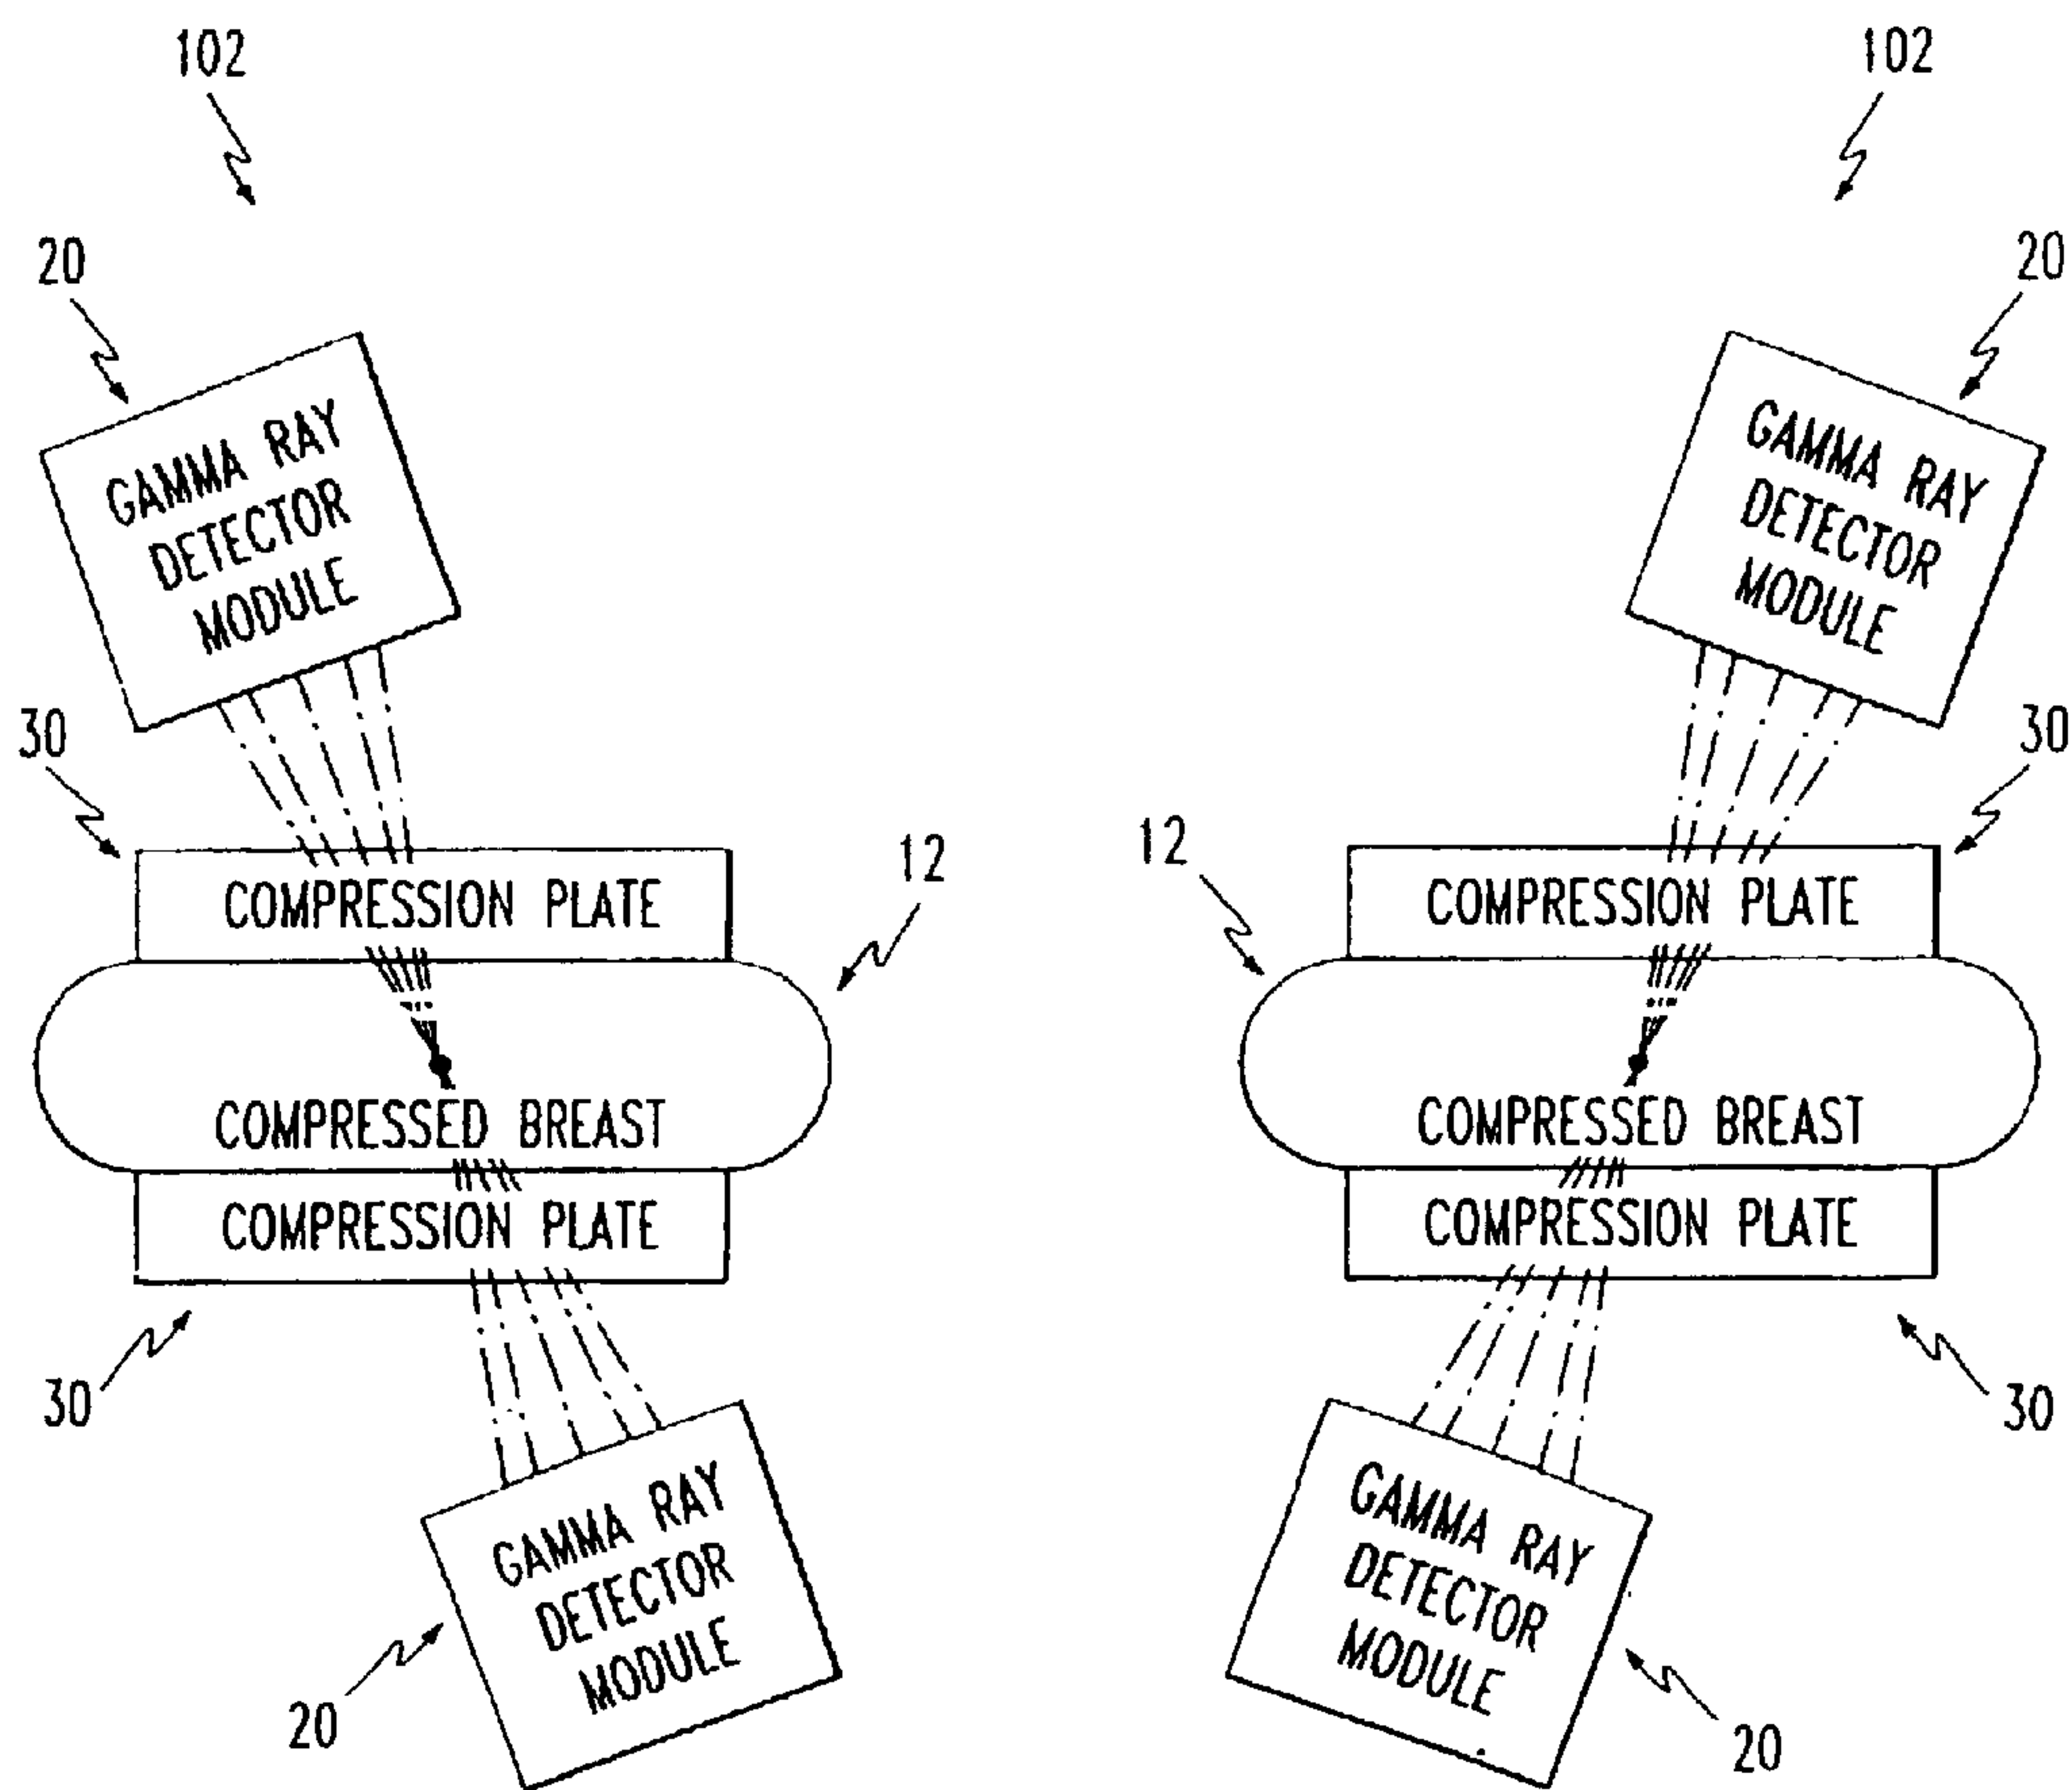 102
20
GAMMA RAY
DETECTOR
MODULE
30
COMPRESSION PLATE
12
COMPRESSED BREAST
COMPRESSION PLATE
30
GAMMA RAY
DETECTOR
MODULE
20
102
20
GAMMA RAY
DETECTOR
MODULE
30
12
COMPRESSION PLATE
COMPRESSED BREAST
COMPRESSION PLATE
30
GAMMA RAY
DETECTOR
MODULE
20